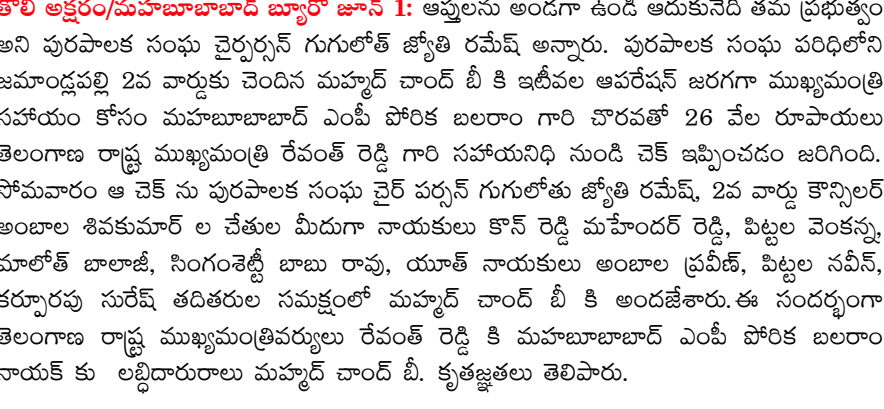 తొలి అక్షరం/మహబూబాబాద్ బ్యూరో జూన్ 1: ఆప్తులను అండగా ఉండి ఆదుకునేది తమ ప్రభుత్వం
అని పురపాలక సంఘ చైర్పర్సన్ గుగులోత్ జ్యోతి రమేష్ అన్నారు. పురపాలక సంఘ పరిధిలోని
జమాండ్లపల్లి 2వ వార్డుకు చెందిన మహ్మద్ చాంద్ బీ కి ఇటీవల ఆపరేషన్ జరగగా ముఖ్యమంత్రి
సహాయం కోసం మహబూబాబాద్ ఎంపీ పోరిక బలరాం గారి చొరవతో 26 వేల రూపాయలు
తెలంగాణ రాష్ట్ర ముఖ్యమంత్రి రేవంత్ రెడ్డి గారి సహాయనిధి నుండి చెక్ ఇప్పించడం జరిగింది.
సోమవారం ఆ చెక్ ను పురపాలక సంఘ చైర్ పర్సన్ గుగులోతు జ్యోతి రమేష్, 2వ వార్డు కౌన్సిలర్
అంబాల శివకుమార్ ల చేతుల మీదుగా నాయకులు కొన్ రెడ్డి మహేందర్ రెడ్డి, పిట్టల వెంకన్న,
మాలోత్ బాలాజీ, సింగంశెట్టీ బాబు రావు, యూత్ నాయకులు అంబాల ప్రవీణ్, పిట్టల నవీన్,
కర్పూరపు సురేష్ తదితరుల సమక్షంలో మహ్మద్ చాంద్ బీ కి అందజేశారు.ఈ సందర్భంగా
తెలంగాణ రాష్ట్ర ముఖ్యమంత్రివర్యులు రేవంత్ రెడ్డి కి మహబూబాబాద్ ఎంపీ పోరిక బలరాం
నాయక్ కు లబ్ధిదారురాలు మహ్మద్ చాంద్ బీ. కృతజ్ఞతలు తెలిపారు.